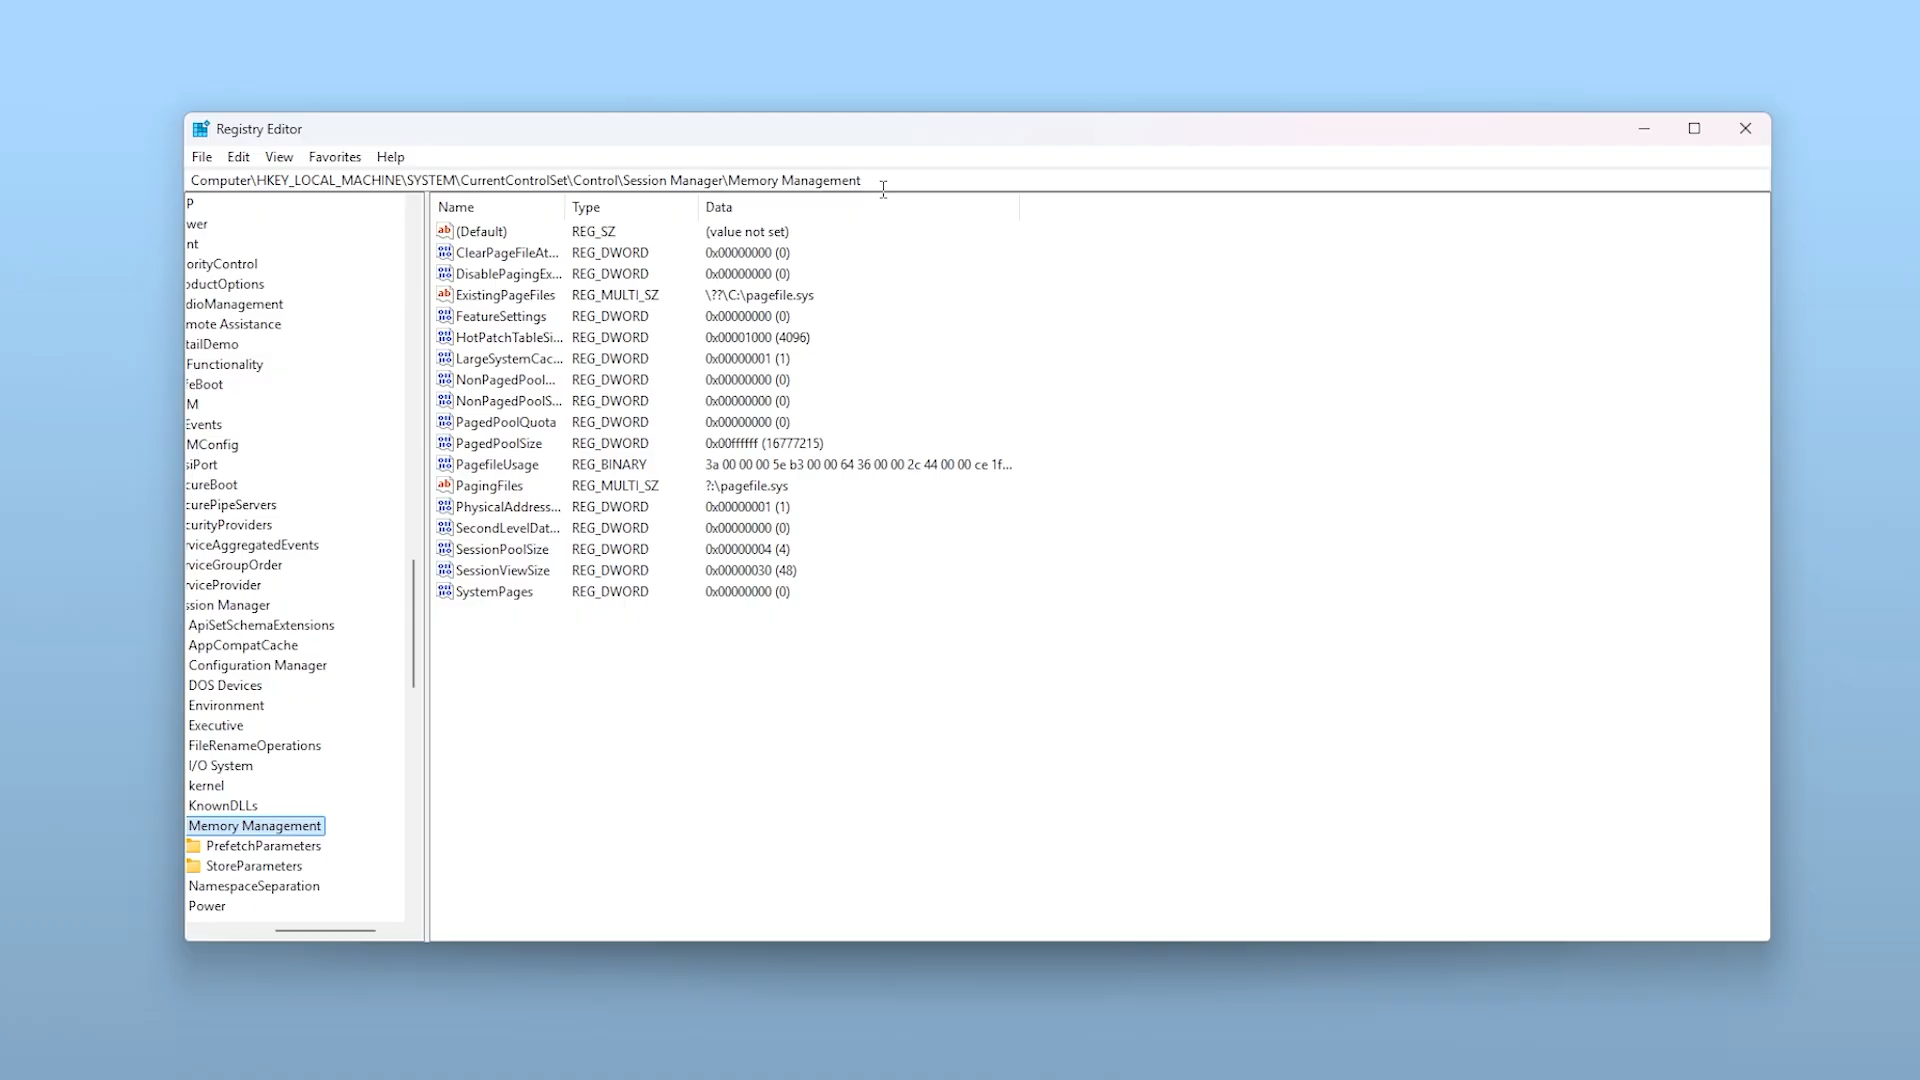 Registry Editor
File Edit View Favorites Help
Computer\HKEY_LOCAL_MACHINE\SYSTEM\CurrentControlSet\Control\Session Manager\Memory Management
P
wer
nt
orityControl
oductOptions
dioManagement
mote Assistance
tailDemo
Functionality
feBoot
M
Events
MConfig
siPort
cureBoot
curePipeServers
curityProviders
rviceAggregatedEvents
rviceGroupOrder
rviceProvider
ssion Manager
ApiSetSchemaExtensions
AppCompatCache
Configuration Manager
DOS Devices
Environment
Executive
FileRenameOperations
I/O System
kernel
KnownDLLs
Memory Management
PrefetchParameters
StoreParameters
NamespaceSeparation
Power
Name Type Data
(Default) REG_SZ (value not set)
ClearPageFileAt... REG_DWORD 0x00000000 (0)
DisablePagingEx... REG_DWORD 0x00000000 (0)
ExistingPageFiles REG_MULTI_SZ \??\C:\pagefile.sys
FeatureSettings REG_DWORD 0x00000000 (0)
HotPatchTableSi... REG_DWORD 0x00001000 (4096)
LargeSystemCac... REG_DWORD 0x00000001 (1)
NonPagedPool... REG_DWORD 0x00000000 (0)
NonPagedPoolS... REG_DWORD 0x00000000 (0)
PagedPoolQuota REG_DWORD 0x00000000 (0)
PagedPoolSize REG_DWORD 0x00ffffff (16777215)
PagefileUsage REG_BINARY 3a 00 00 00 5e b3 00 00 64 36 00 00 2c 44 00 00 ce 1f...
PagingFiles REG_MULTI_SZ ?:\pagefile.sys
PhysicalAddress... REG_DWORD 0x00000001 (1)
SecondLevelDat... REG_DWORD 0x00000000 (0)
SessionPoolSize REG_DWORD 0x00000004 (4)
SessionViewSize REG_DWORD 0x00000030 (48)
SystemPages REG_DWORD 0x00000000 (0)